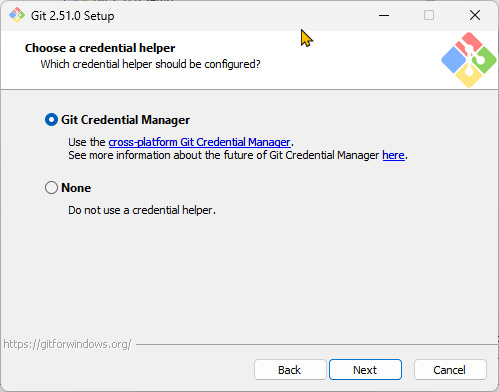 Git 2.51.0 Setup
Choose a credential helper
Which credential helper should be configured?
Git Credential Manager
Use the cross-platform Git Credential Manager.
See more information about the future of Git Credential Manager here.
None
Do not use a credential helper.
https://gitforwindows.org/
Back Next Cancel